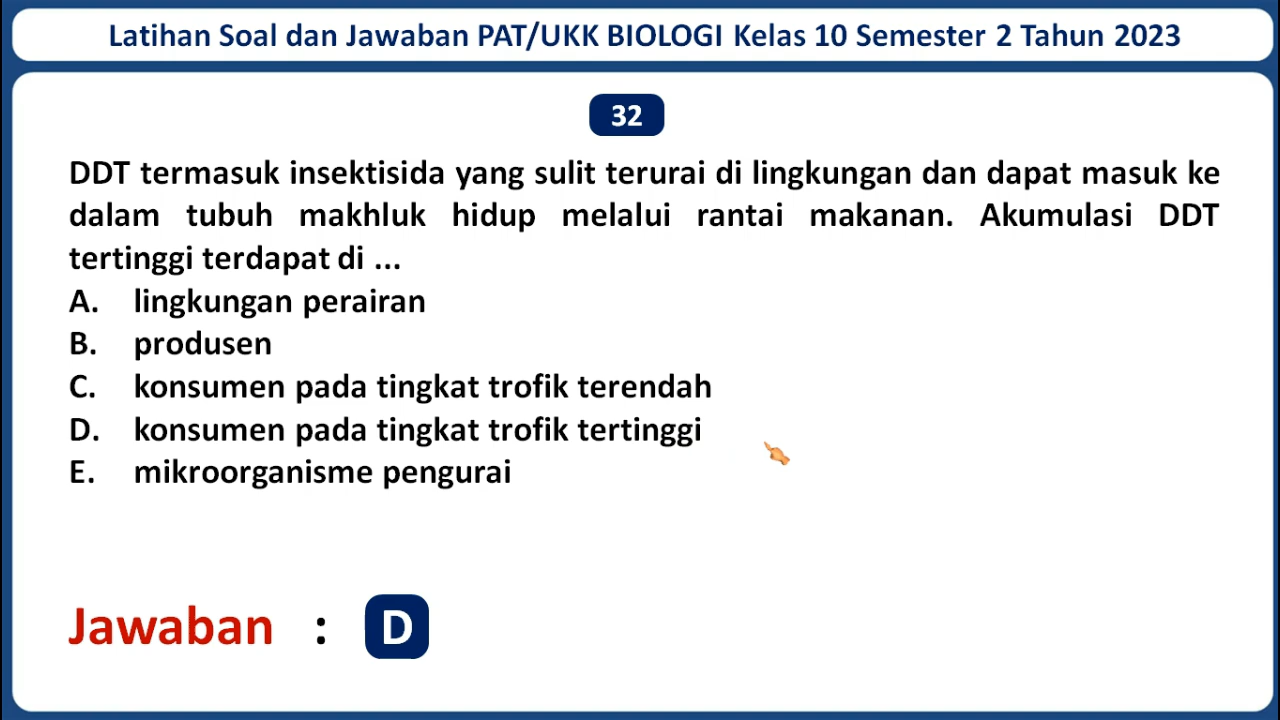 Latihan Soal dan Jawaban PAT/UKK BIOLOGI Kelas 10 Semester 2 Tahun 2023
32
DDT termasuk insektisida yang sulit terurai di lingkungan dan dapat masuk ke
dalam tubuh makhluk hidup melalui rantai makanan. Akumulasi DDT
tertinggi terdapat di ...
A. lingkungan perairan
B. produsen
C. konsumen pada tingkat trofik terendah
D. konsumen pada tingkat trofik tertinggi
E. mikroorganisme pengurai
Jawaban : D